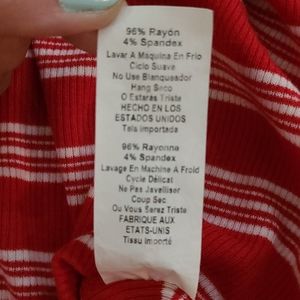 96% Rayón
4% Spandex
Lavar A Maquina En Frio
Ciclo Suave
No Use Blanqueador
Hang Seco
O Estarás Triste
HECHO EN LOS
ESTADOS UNIDOS
Tela Importada
96% Rayonne
4% Spandex
Lavage En Machine A Froid
Cycle Délicat
Ne Pas Javelliser
Coup Sec
Ou Vous Serez Triste
FABRIQUE AUX
ETATS-UNIS
Tissu Importé